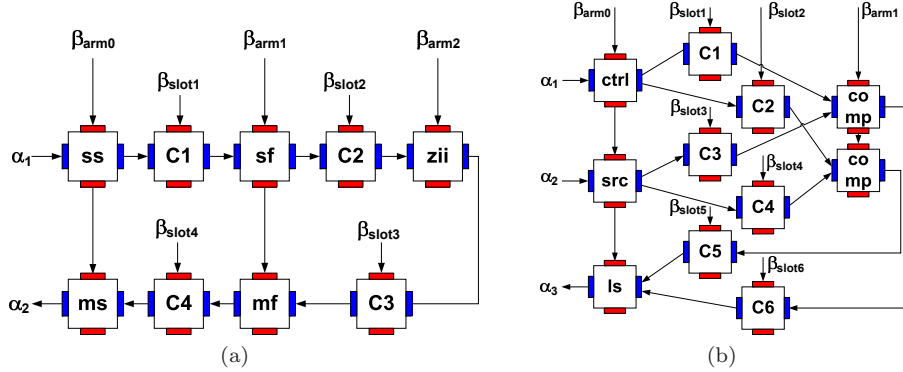 βarm0 βarm1 βarm2
βslot1 βslot2
α1 ss C1 sf C2 zii
βslot4 βslot3
α2 ms C4 mf C3
(a)
βarm0 βslot1 βslot2 βarm1
C1
α1 ctrl C2 co mp
βslot3
C3 co mp
α2 src βslot4
C4
βslot5
C5
α3 ls βslot6
C6
(b)